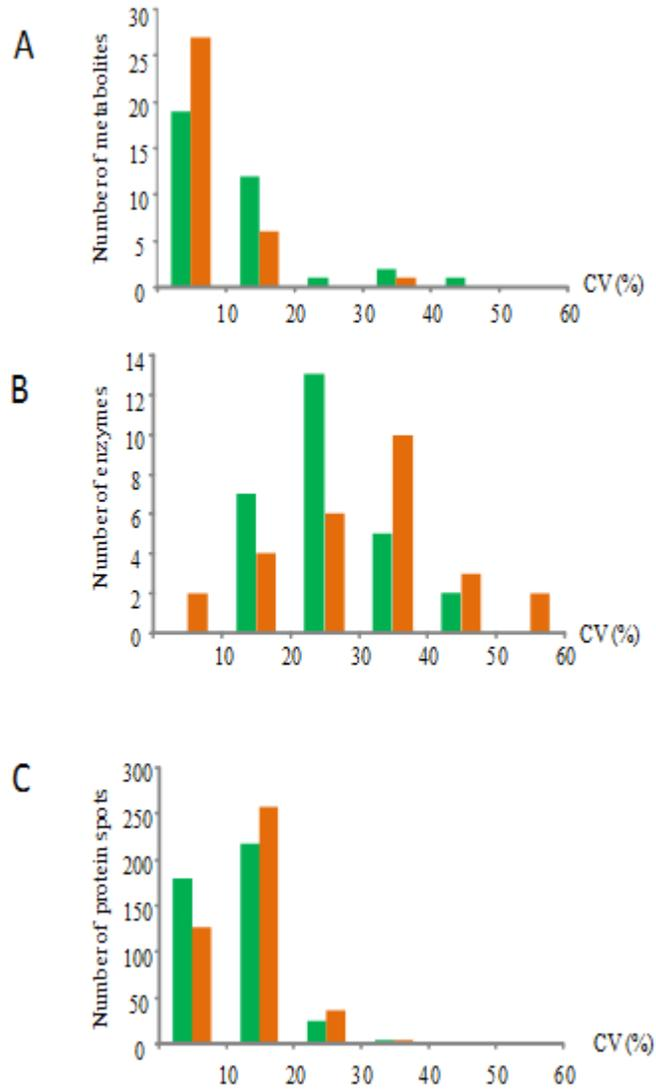 A
Number of metabolites
30
25
20
15
10
5
0
10 20 30 40 50 60
CV (%)
B
Number of enzymes
14
12
10
8
6
4
2
0
10 20 30 40 50 60
CV (%)
C
Number of protein spots
300
250
200
150
100
50
0
10 20 30 40 50 60
CV (%)